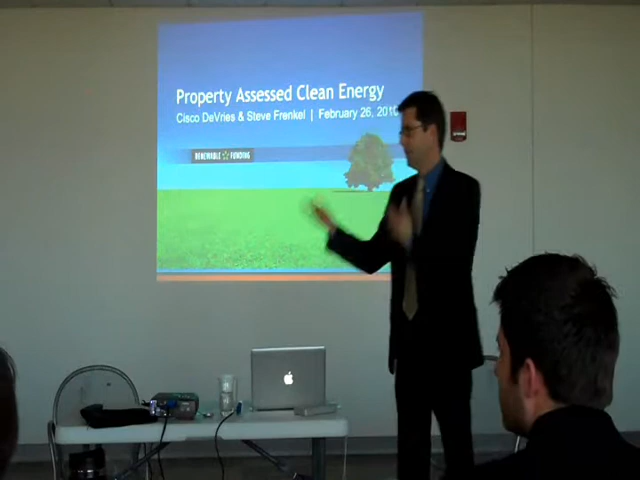 Property Assessed Clean Energy
Cisco DeVries & Steve Frenkel | February 26, 2010
RENEWABLE FUNDING